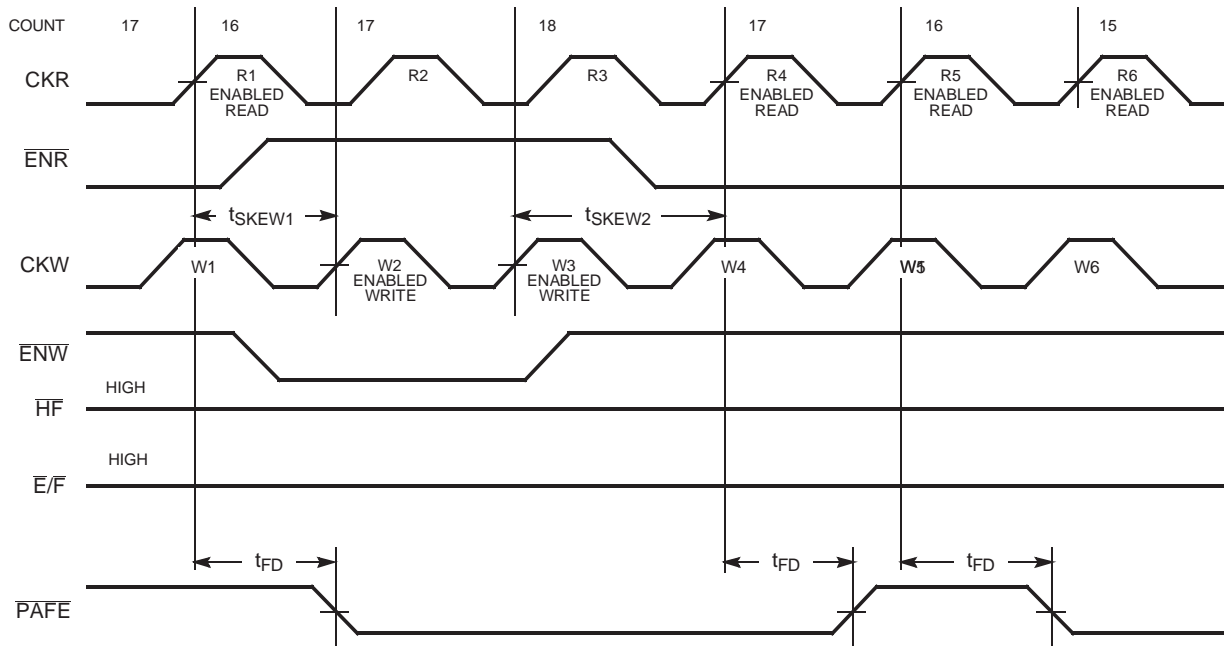 COUNT 17 16 17 18 17 16 15
CKR R1 R2 R3 R4 R5 R6
ENABLED READ ENABLED READ ENABLED READ ENABLED READ
ENR
tSKEW1 tSKEW2
CKW W1 W2 W3 W4 W5 W6
ENABLED WRITE ENABLED WRITE
ENW
HIGH
HF
HIGH
E/F
tFD tFD tFD
PAFE